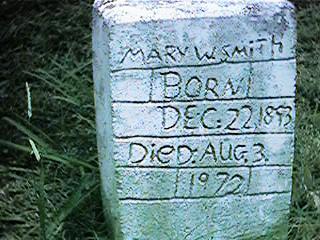 MARY W SMITH
BORN
DEC. 22 1893
DIED. AUG. 3.
1972